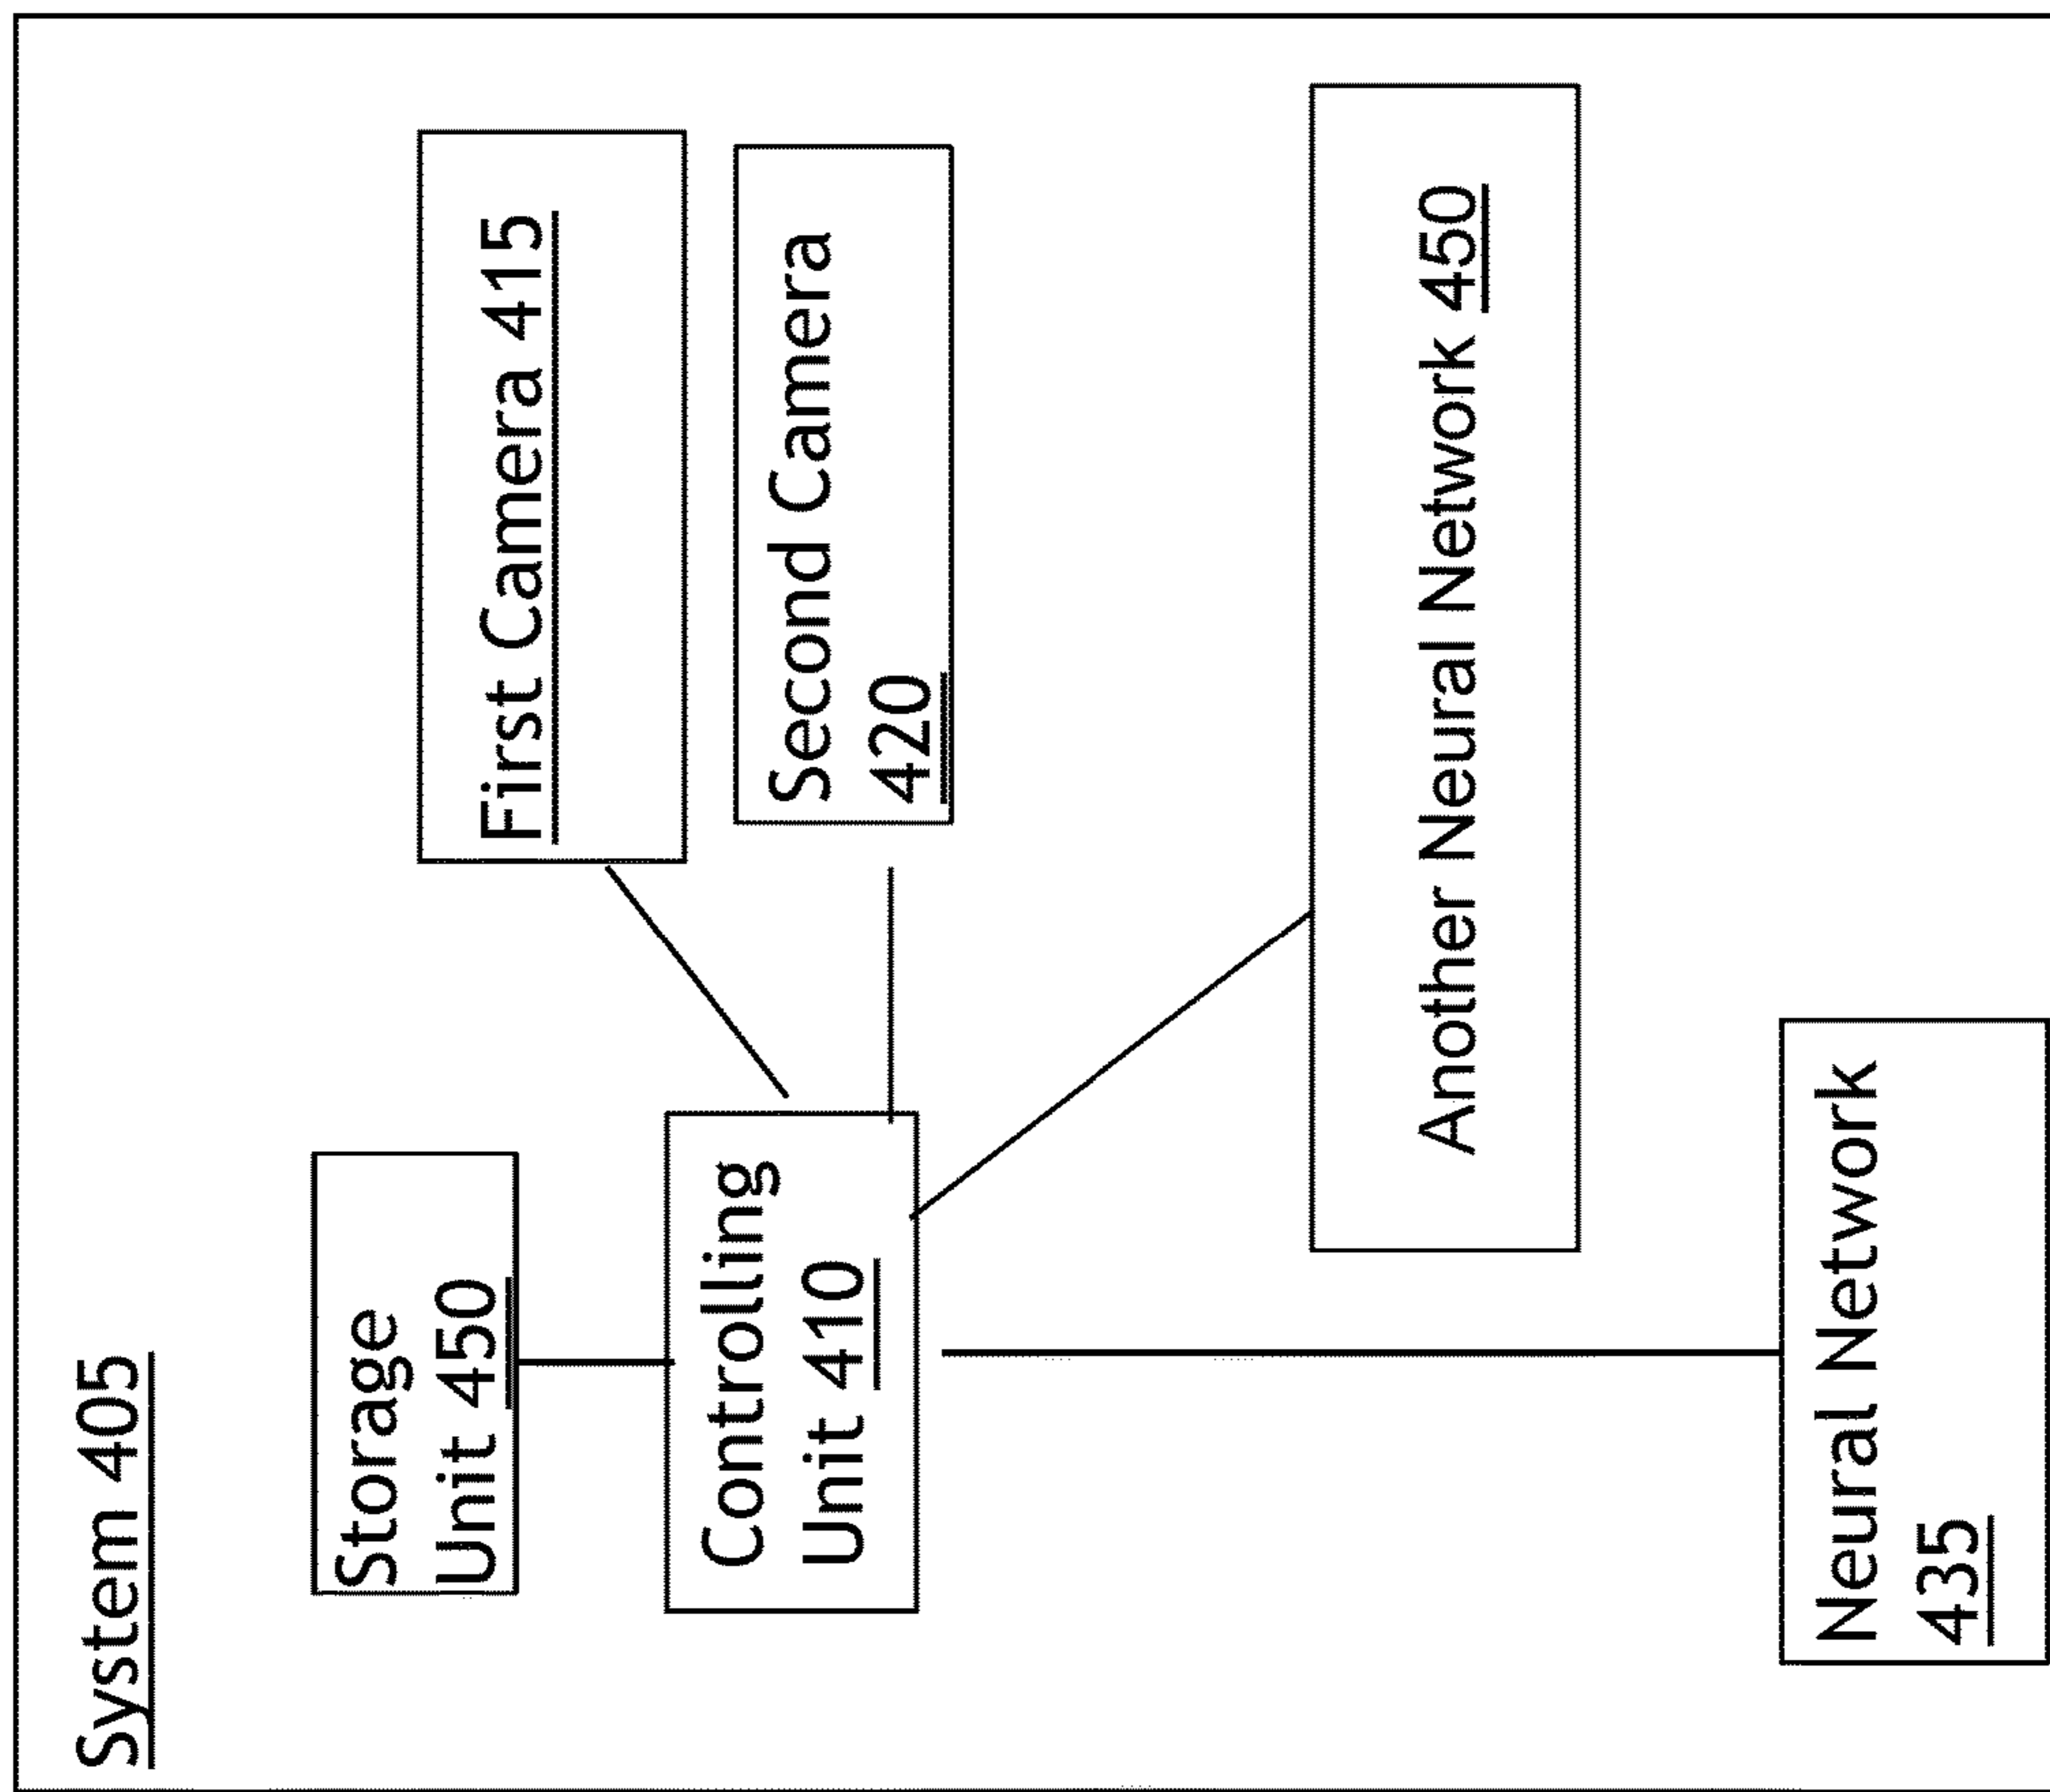 System 405
Storage
Unit 450
First Camera 415
Controlling
Unit 410
Second Camera
420
Another Neural Network 450
Neural Network
435